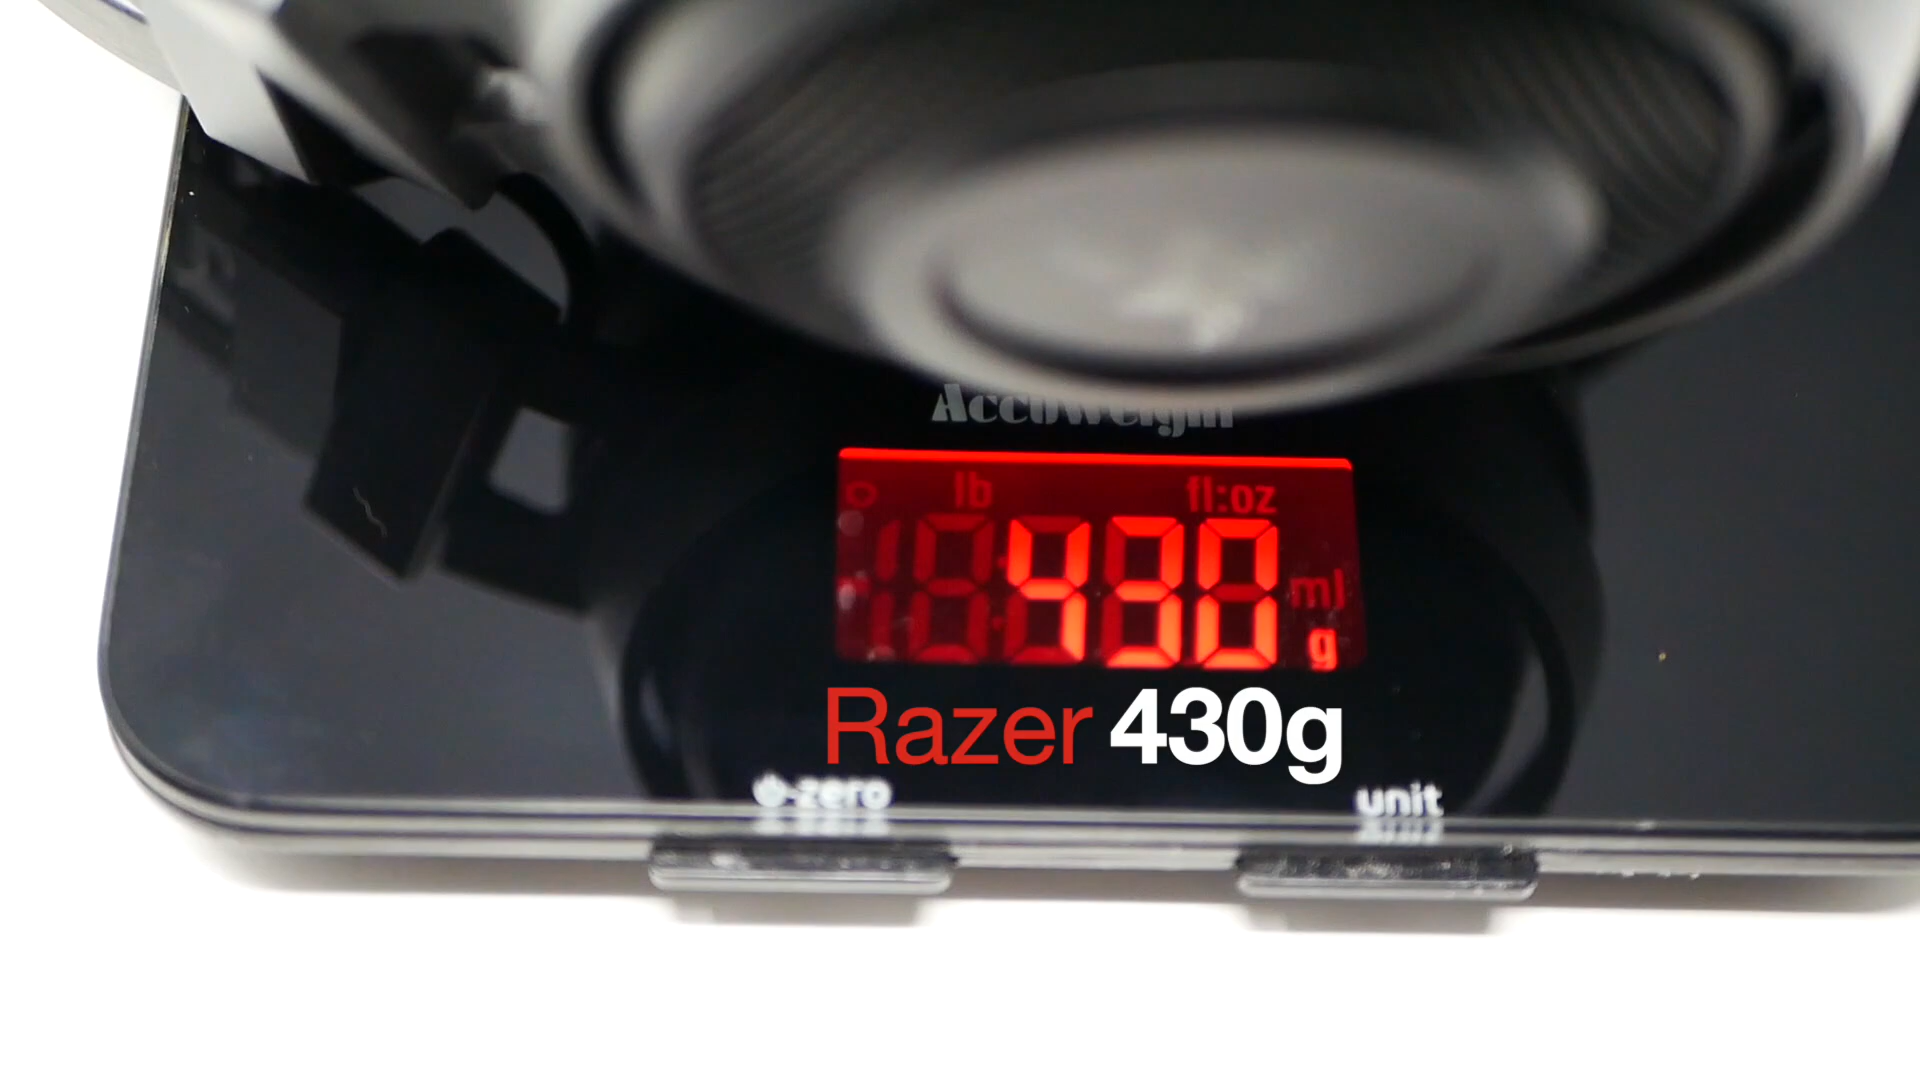 Accuweight
lb fl:oz
430
ml
g
Razer 430g
zero unit